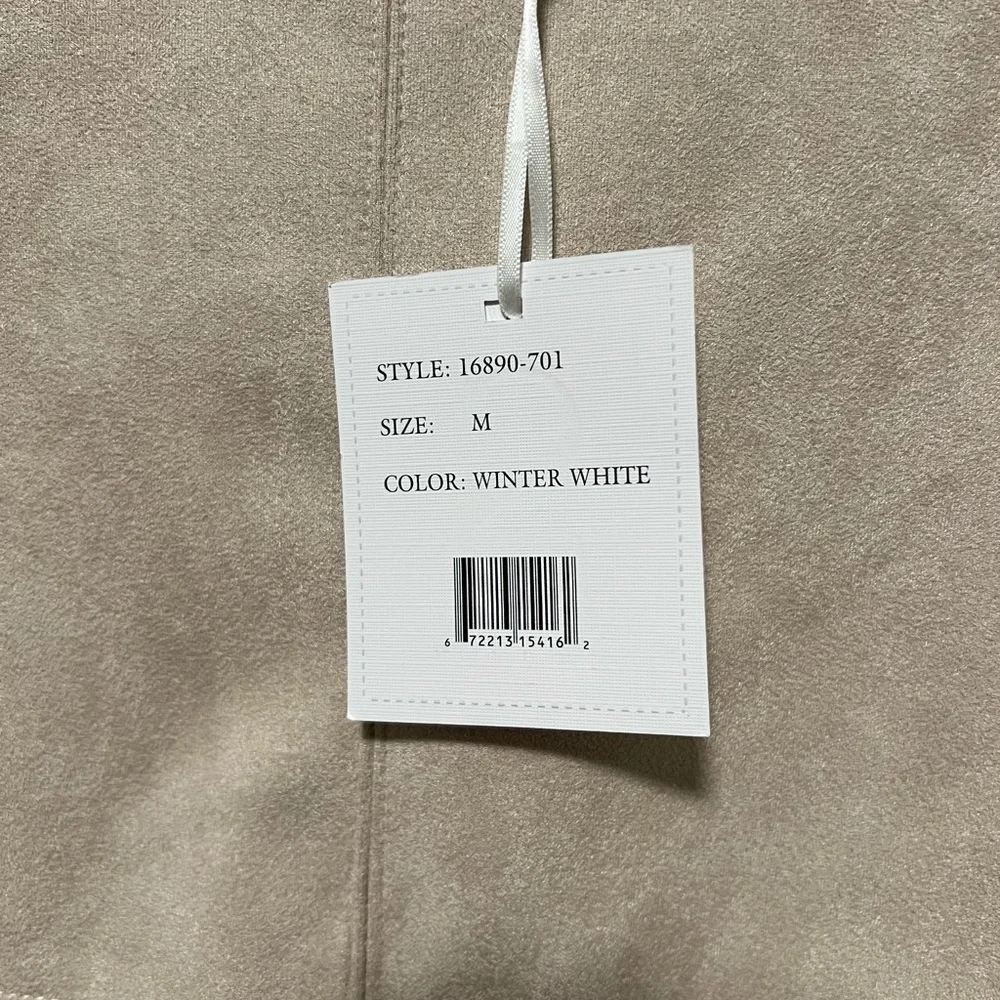 STYLE: 16890-701
SIZE: M
COLOR: WINTER WHITE
6 72213 15416 2